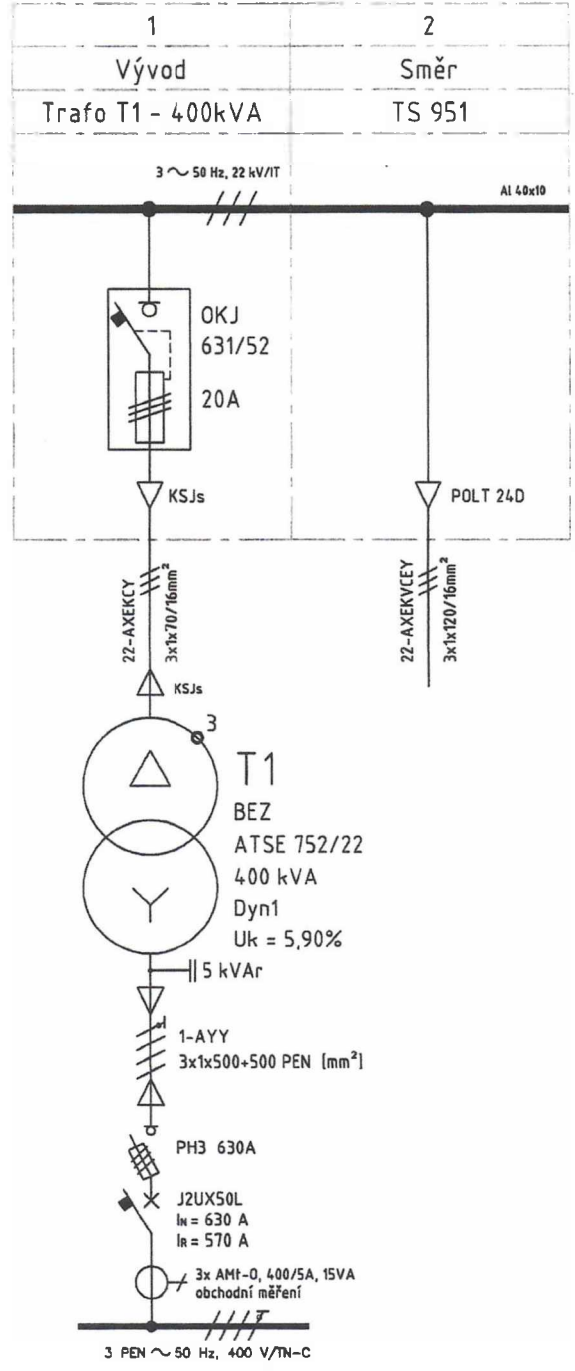 1
2
Vývod
Směr
Trafo T1 - 400kVA
TS 951
3 ~ 50 Hz, 22 kV/IT
Al 40x10
OKJ
631/52
20A
KSJs
POLT 24D
22-AXEKCY
3x1x70/16mm²
22-AXEKVCEY
3x1x120/16mm²
KSJs
3
T1
BEZ
ATSE 752/22
400 kVA
Dyn1
Uk = 5,90%
5 kVAr
1-AYY
3x1x500+500 PEN [mm²]
PH3 630A
J2UX50L
IN = 630 A
IR = 570 A
3x AMt-0, 400/5A, 15VA
obchodní měření
3 PEN ~ 50 Hz, 400 V/TN-C